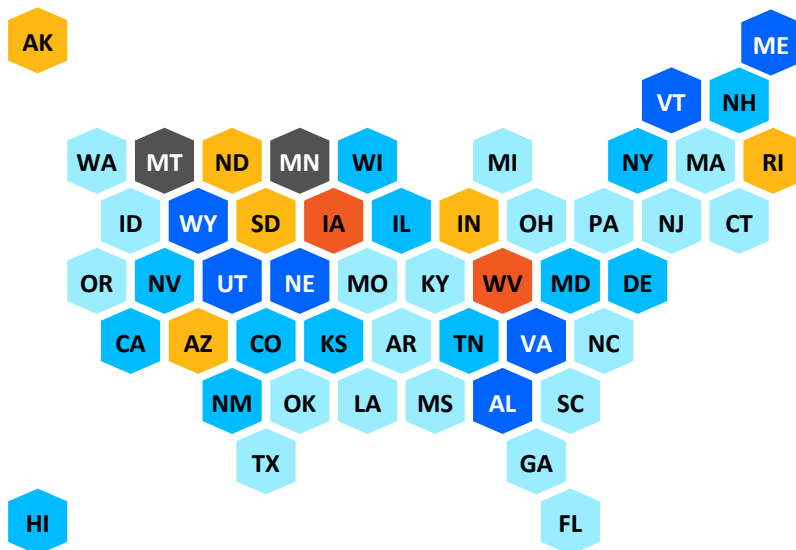 AK
ME
VT NH
WA MT ND MN WI MI NY MA RI
ID WY SD IA IL IN OH PA NJ CT
OR NV UT NE MO KY WV MD DE
CA AZ CO KS AR TN VA NC
NM OK LA MS AL SC
TX GA
HI FL